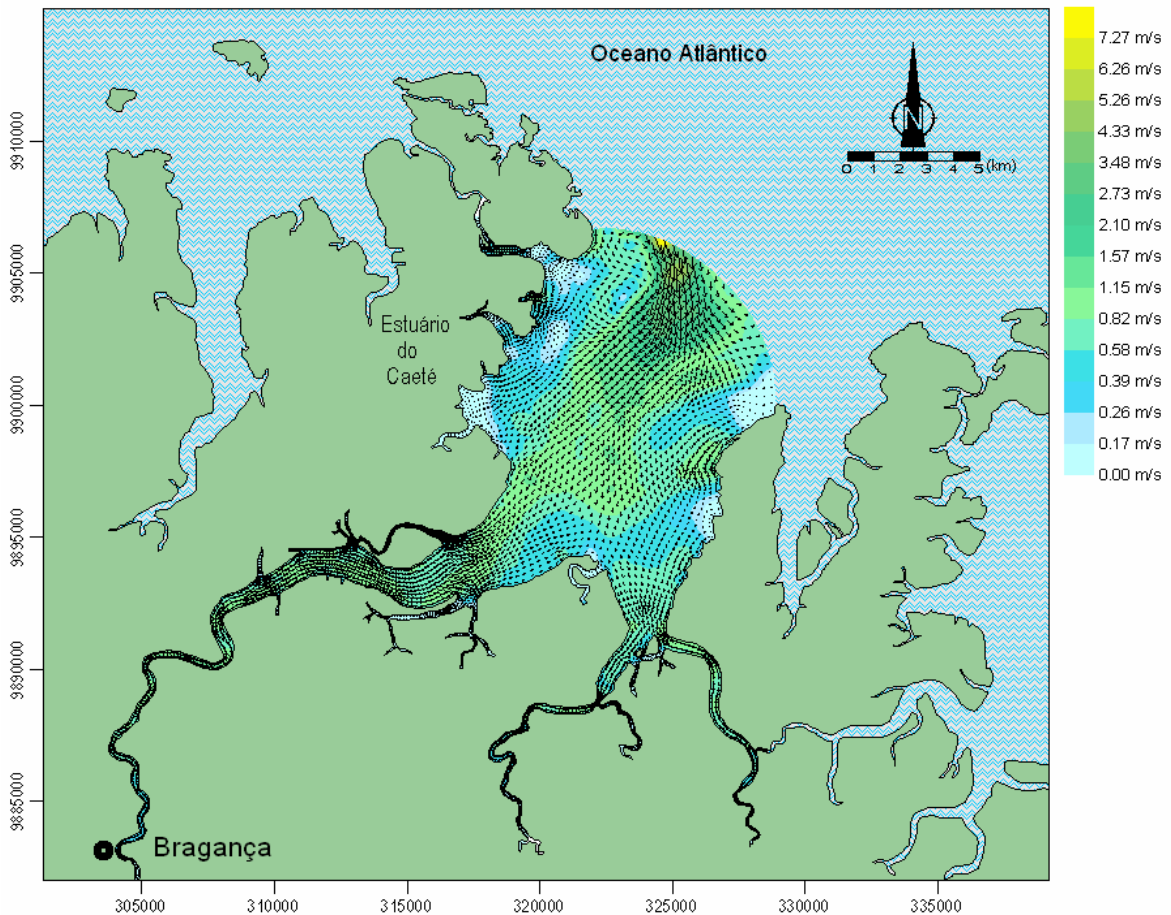 Oceano Atlântico
N
0 1 2 3 4 5 (km)
Estuário
do
Caeté
Bragança
7.27 m/s
6.26 m/s
5.26 m/s
4.33 m/s
3.48 m/s
2.73 m/s
2.10 m/s
1.57 m/s
1.15 m/s
0.82 m/s
0.58 m/s
0.39 m/s
0.26 m/s
0.17 m/s
0.00 m/s
9910000
9905000
9900000
9895000
9890000
9885000
305000 310000 315000 320000 325000 330000 335000